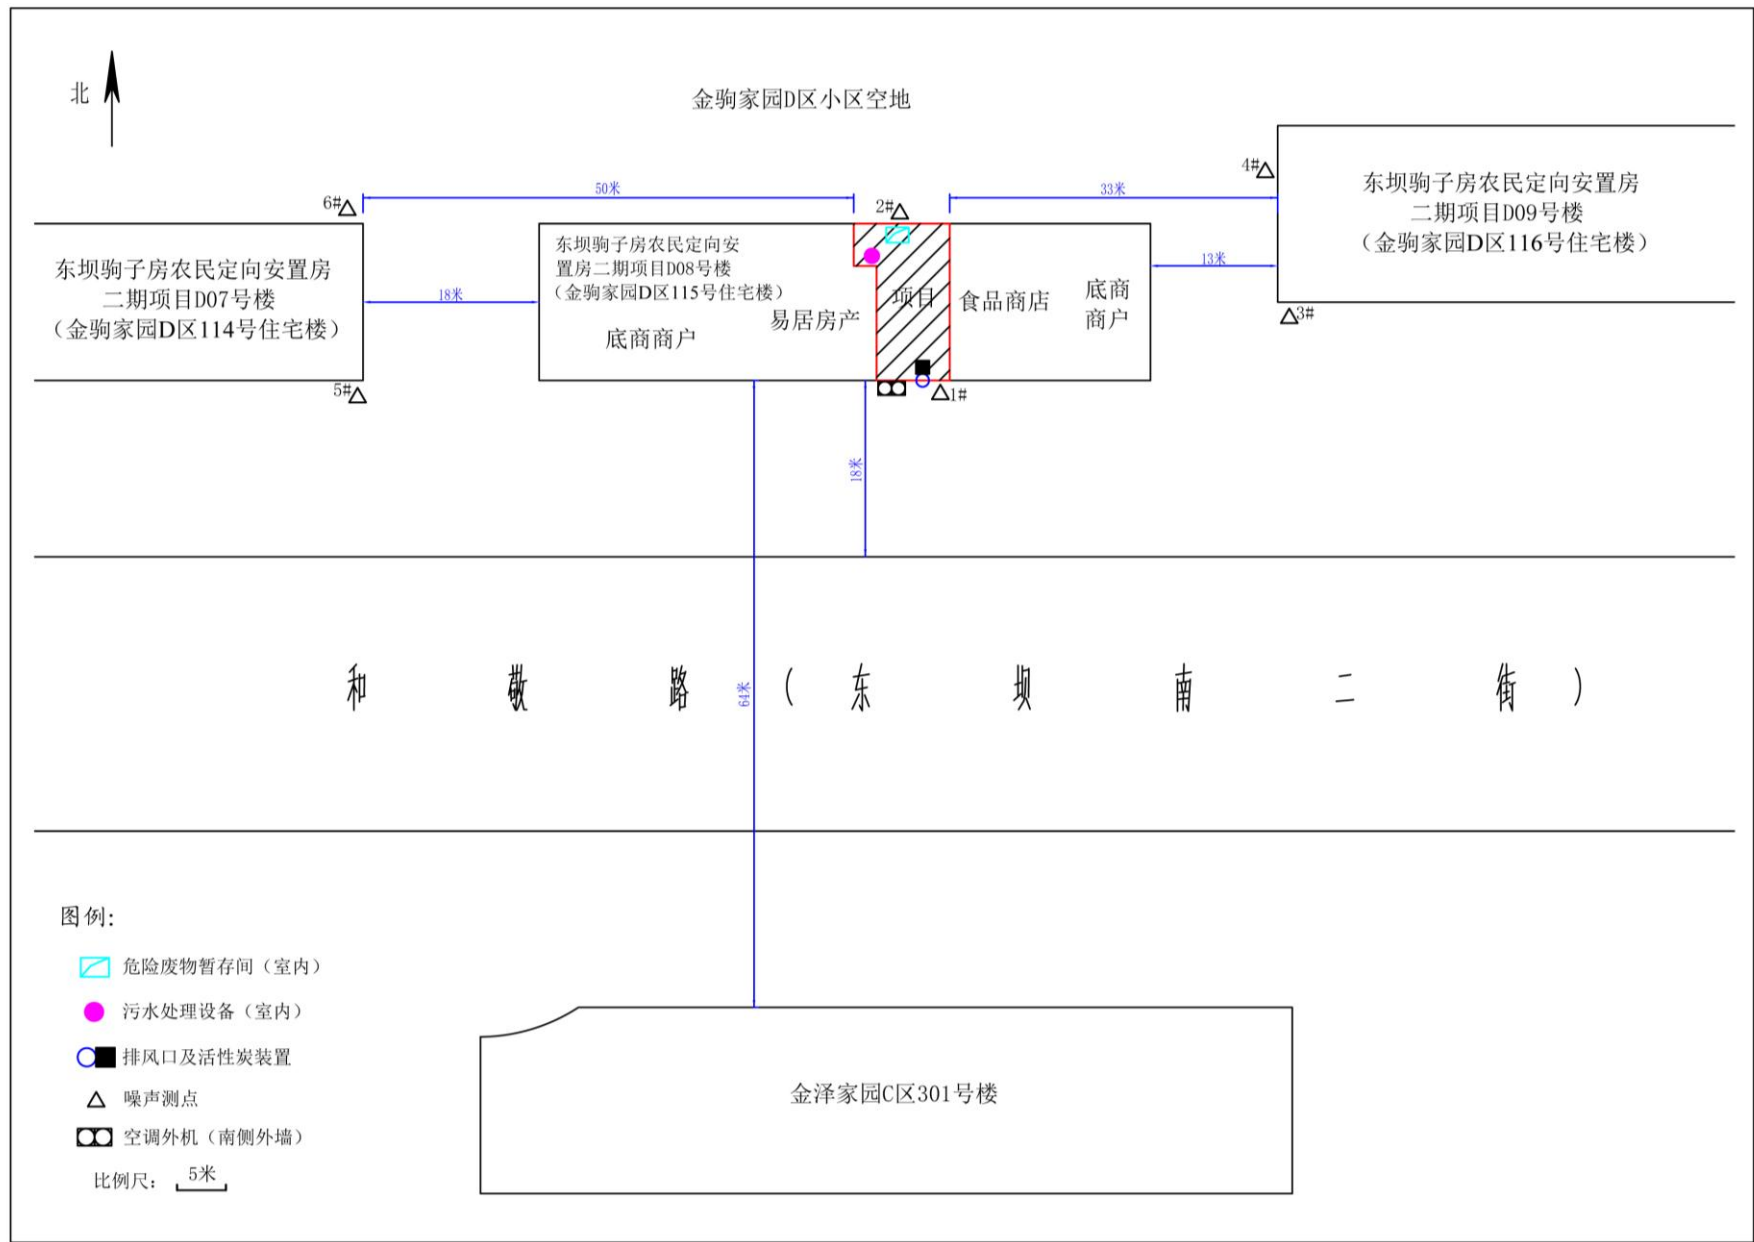 北
金驹家园D区小区空地
50米
33米
6#
2#
4#
东坝驹子房农民定向安置房
二期项目D07号楼
（金驹家园D区114号住宅楼）
18米
东坝驹子房农民定向安
置房二期项目D08号楼
（金驹家园D区115号住宅楼）
底商商户
易居房产
项目
食品商店
底商
商户
13米
东坝驹子房农民定向安置房
二期项目D09号楼
（金驹家园D区116号住宅楼）
3#
5#
1#
18米
64米
和敬路（东坝南二街）
图例:
危险废物暂存间（室内）
污水处理设备（室内）
排风口及活性炭装置
噪声测点
空调外机（南侧外墙）
比例尺: 5米
金泽家园C区301号楼